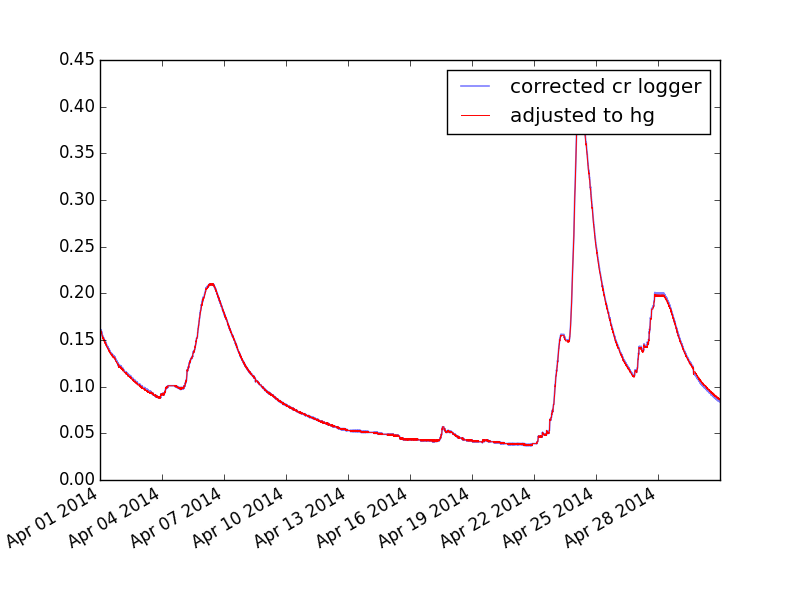 0.45
0.40
0.35
0.30
0.25
0.20
0.15
0.10
0.05
0.00
corrected cr logger
adjusted to hg
Apr 01 2014
Apr 04 2014
Apr 07 2014
Apr 10 2014
Apr 13 2014
Apr 16 2014
Apr 19 2014
Apr 22 2014
Apr 25 2014
Apr 28 2014